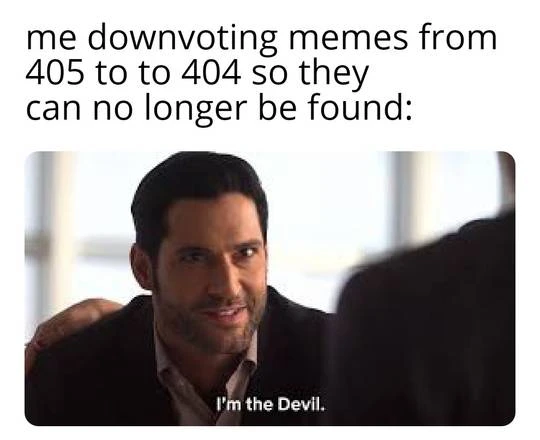 me downvoting memes from
405 to to 404 so they
can no longer be found:
I'm the Devil.